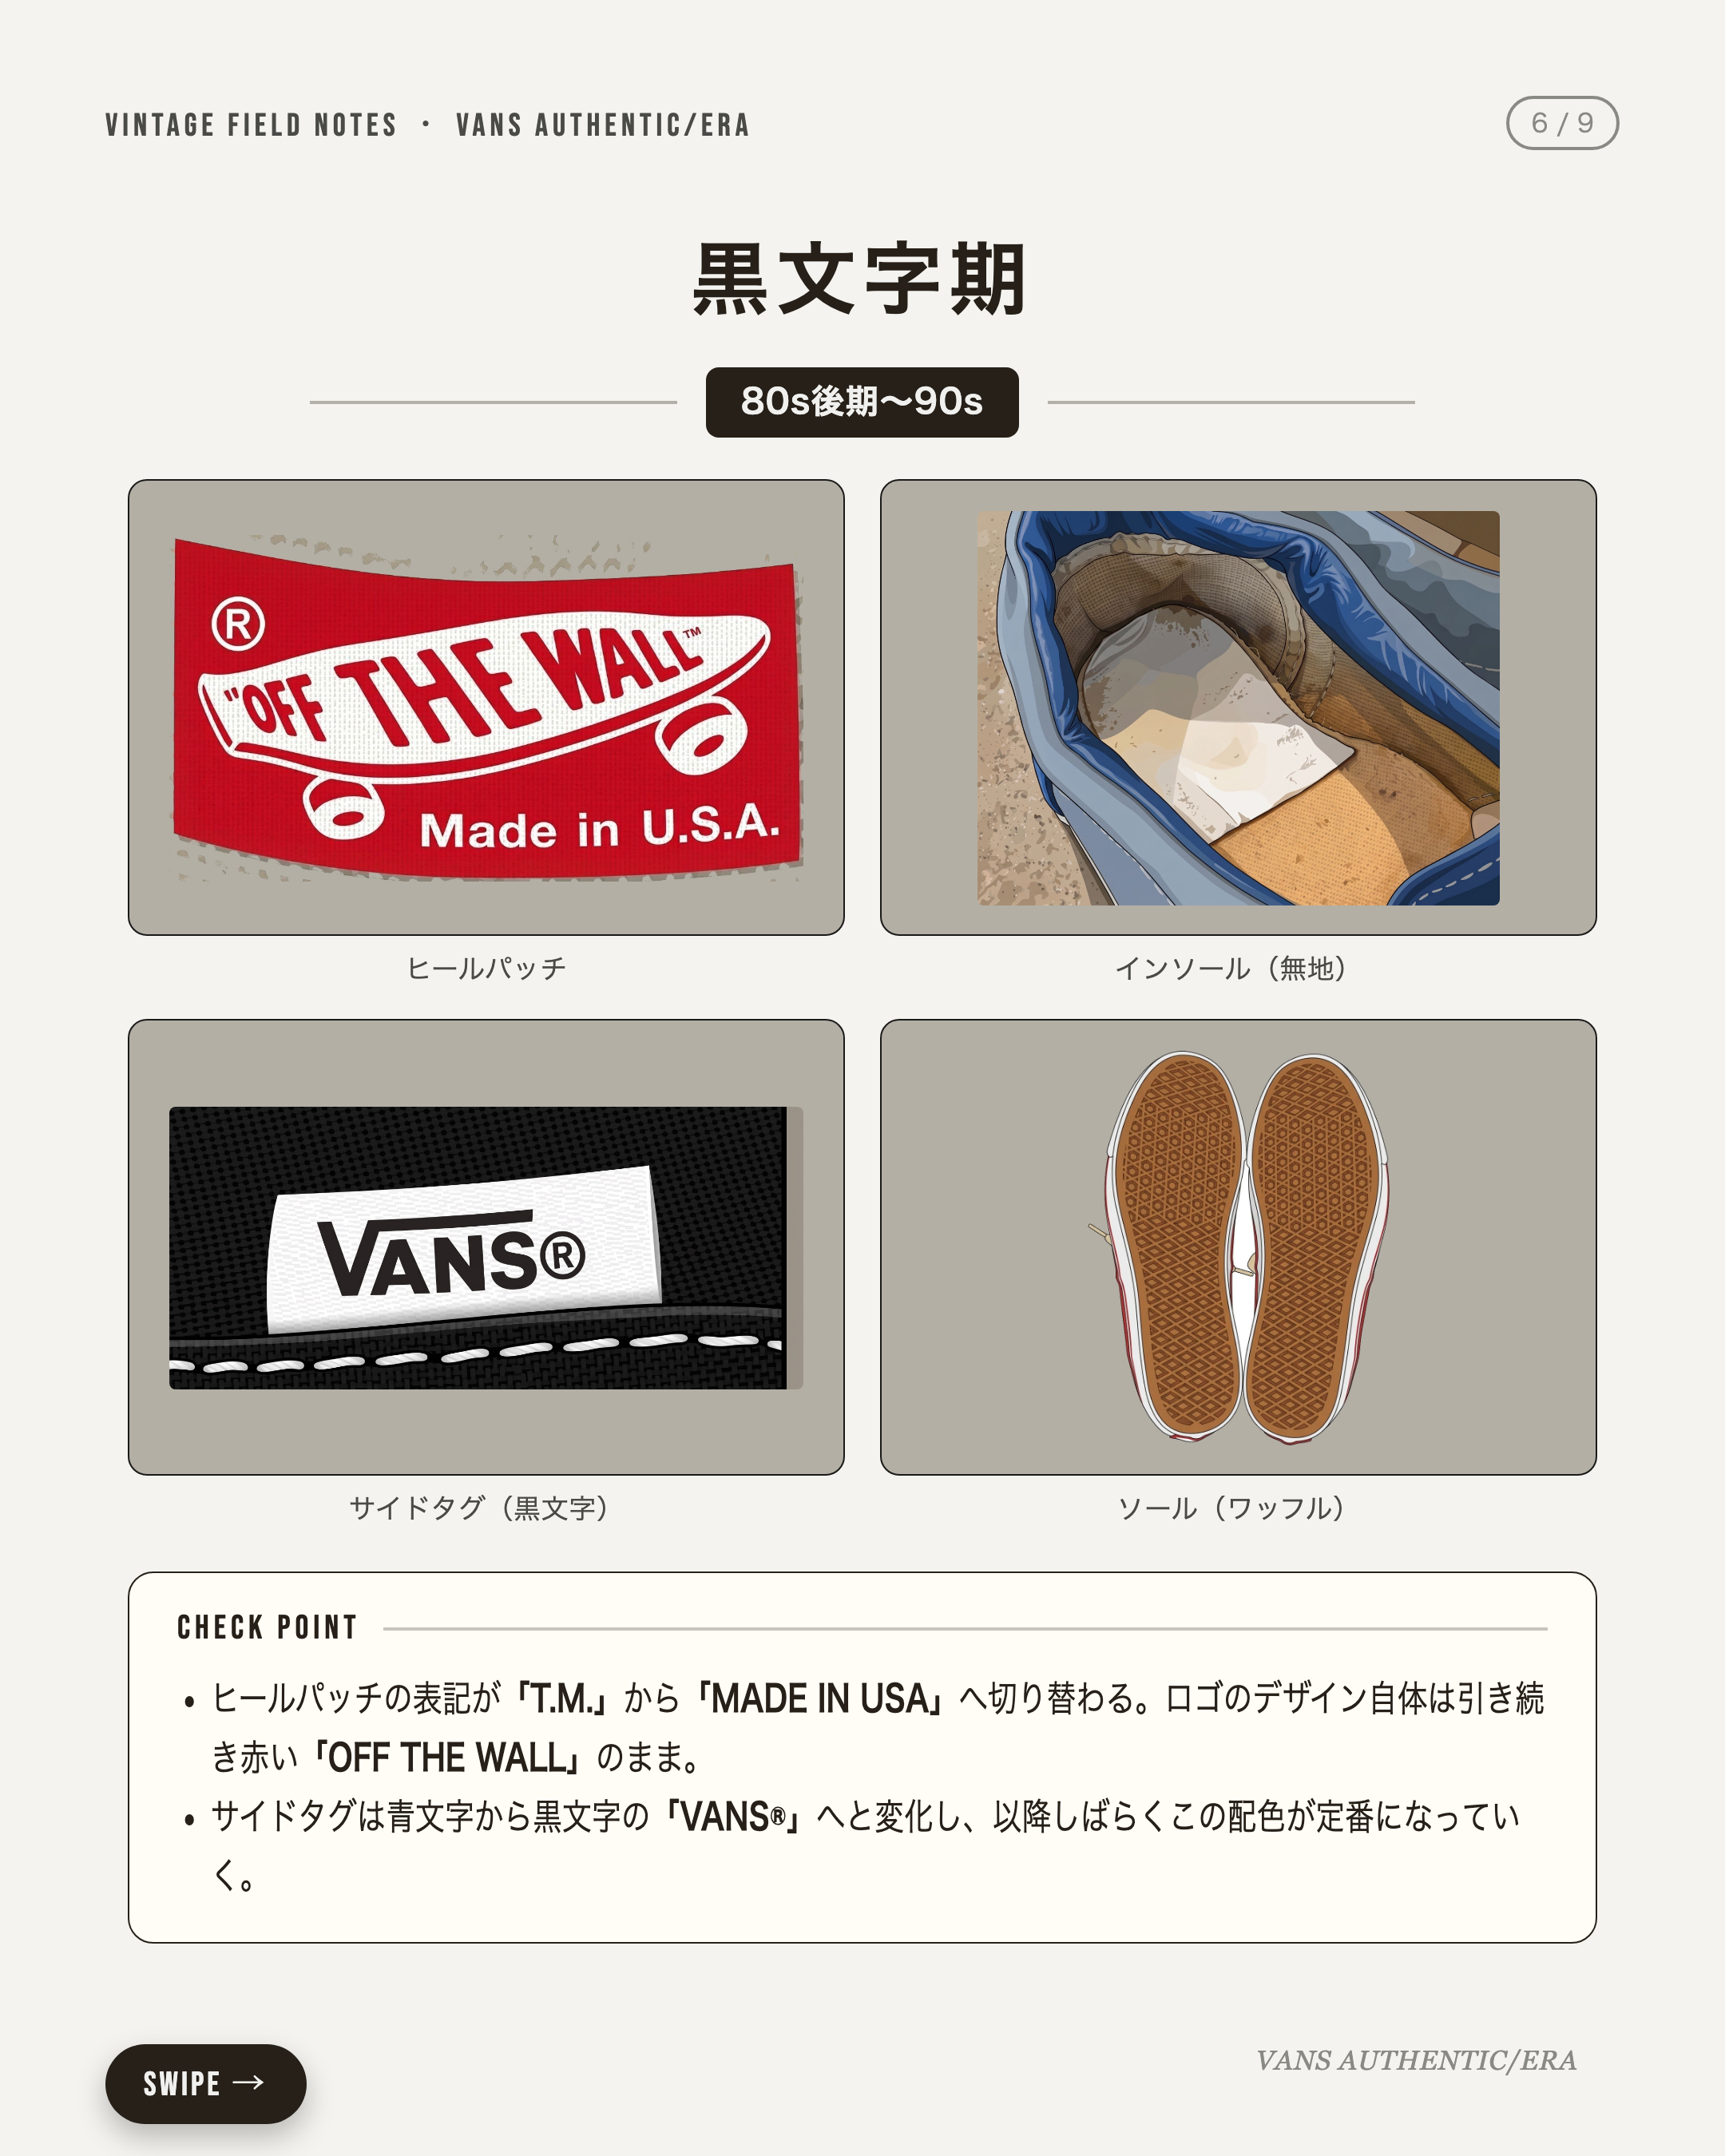 VINTAGE FIELD NOTES ・ VANS AUTHENTIC/ERA
6 / 9
黒文字期
80s後期〜90s
®
"OFF THE WALL™
Made in U.S.A.
ヒールパッチ
インソール（無地）
VANS®
サイドタグ（黒文字）
ソール（ワッフル）
CHECK POINT
• ヒールパッチの表記が「T.M.」から「MADE IN USA」へ切り替わる。ロゴのデザイン自体は引き続
き赤い「OFF THE WALL」のまま。
• サイドタグは青文字から黒文字の「VANS®」へと変化し、以降しばらくこの配色が定番になってい
く。
SWIPE →
VANS AUTHENTIC/ERA